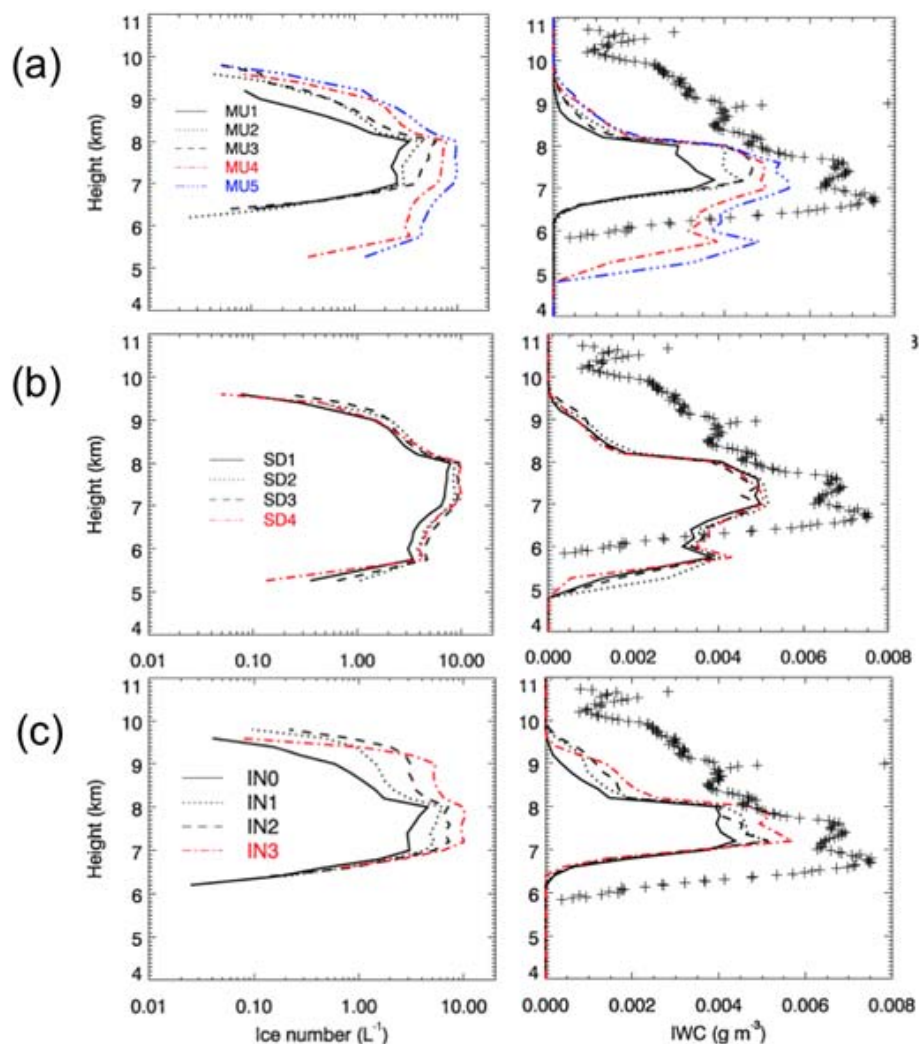 (a)
11
10
9
8
7
6
5
4
Height (km)
MU1
MU2
MU3
MU4
MU5
11
10
9
8
7
6
5
4
(b)
11
10
9
8
7
6
5
4
Height (km)
SD1
SD2
SD3
SD4
0.01 0.10 1.00 10.00
11
10
9
8
7
6
5
4
3
0.000 0.002 0.004 0.006 0.008
(c)
11
10
9
8
7
6
5
4
Height (km)
IN0
IN1
IN2
IN3
0.01 0.10 1.00 10.00
Ice number (L⁻¹)
11
10
9
8
7
6
5
4
0.000 0.002 0.004 0.006 0.008
IWC (g m⁻³)